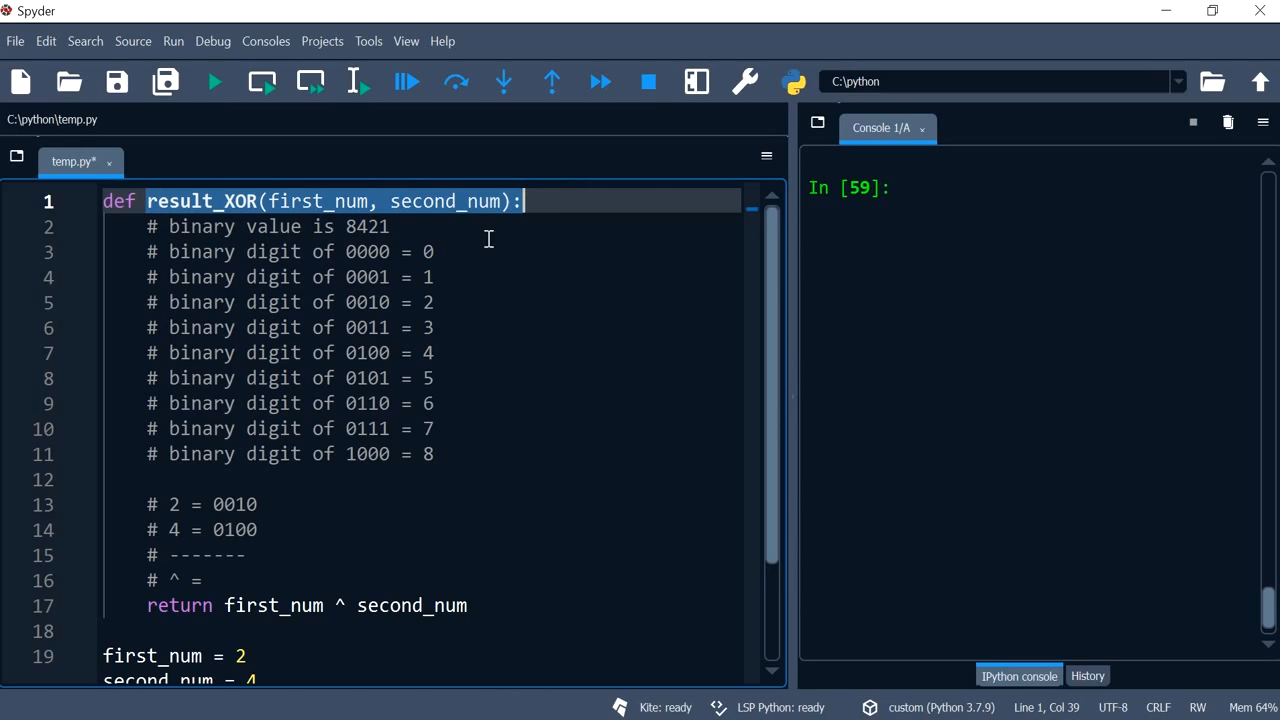 Spyder
File Edit Search Source Run Debug Consoles Projects Tools View Help
C:\python
C:\python\temp.py
temp.py*
Console 1/A
1 def result_XOR(first_num, second_num):
2 # binary value is 8421
3 # binary digit of 0000 = 0
4 # binary digit of 0001 = 1
5 # binary digit of 0010 = 2
6 # binary digit of 0011 = 3
7 # binary digit of 0100 = 4
8 # binary digit of 0101 = 5
9 # binary digit of 0110 = 6
10 # binary digit of 0111 = 7
11 # binary digit of 1000 = 8
12
13 # 2 = 0010
14 # 4 = 0100
15 # -------
16 # ^ =
17 return first_num ^ second_num
18
19 first_num = 2
second_num = 4
In [59]:
IPython console History
Kite: ready LSP Python: ready custom (Python 3.7.9) Line 1, Col 39 UTF-8 CRLF RW Mem 64%